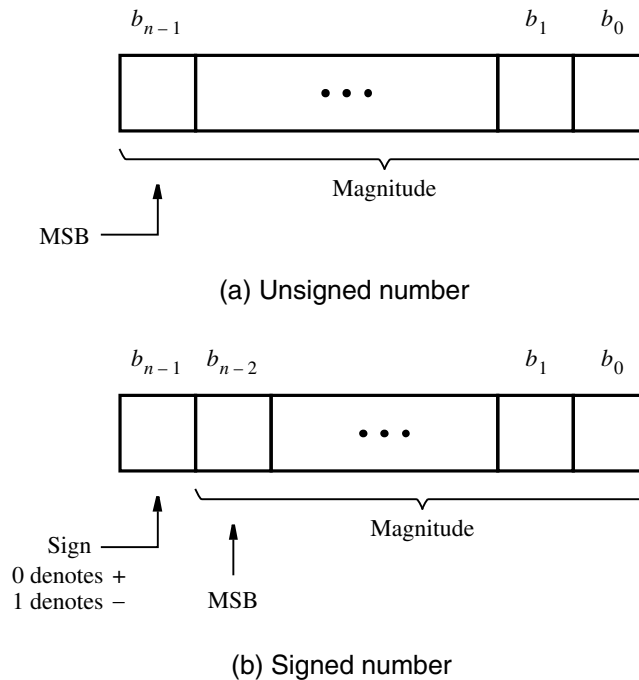 b_{n–1} b_1 b_0
• • •
Magnitude
MSB
(a) Unsigned number
b_{n–1} b_{n–2} b_1 b_0
• • •
Magnitude
Sign
0 denotes +
1 denotes – MSB
(b) Signed number